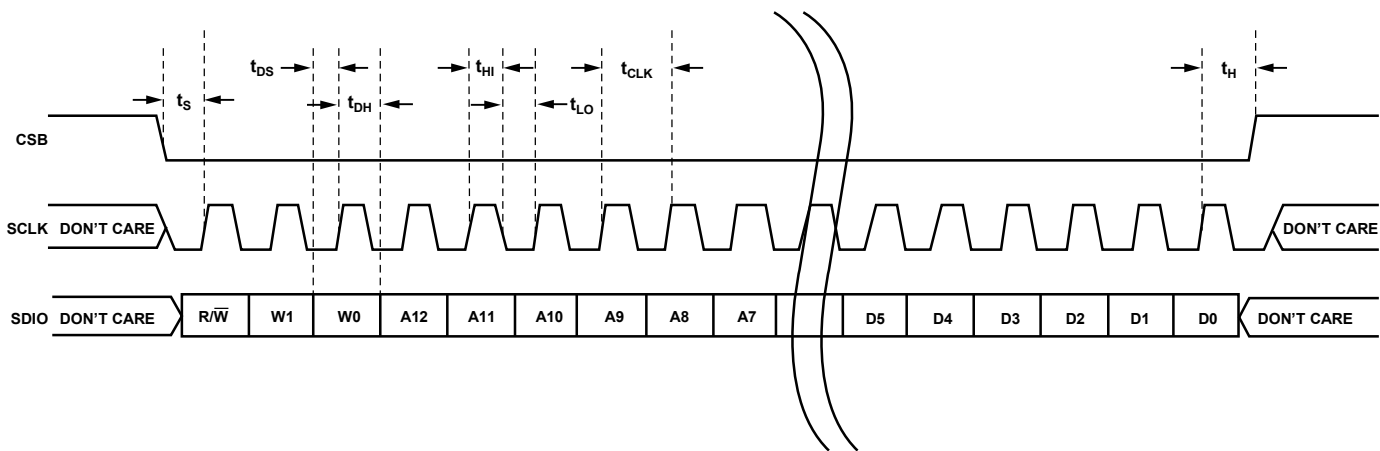 tDS tHI tCLK tH
tS tDH tLO
CSB
SCLK DON'T CARE DON'T CARE
SDIO DON'T CARE R/W̅ W1 W0 A12 A11 A10 A9 A8 A7 D5 D4 D3 D2 D1 D0 DON'T CARE